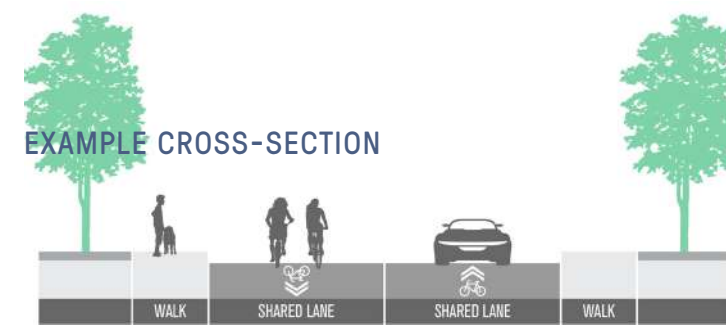 EXAMPLE CROSS-SECTION
WALK
SHARED LANE
SHARED LANE
WALK